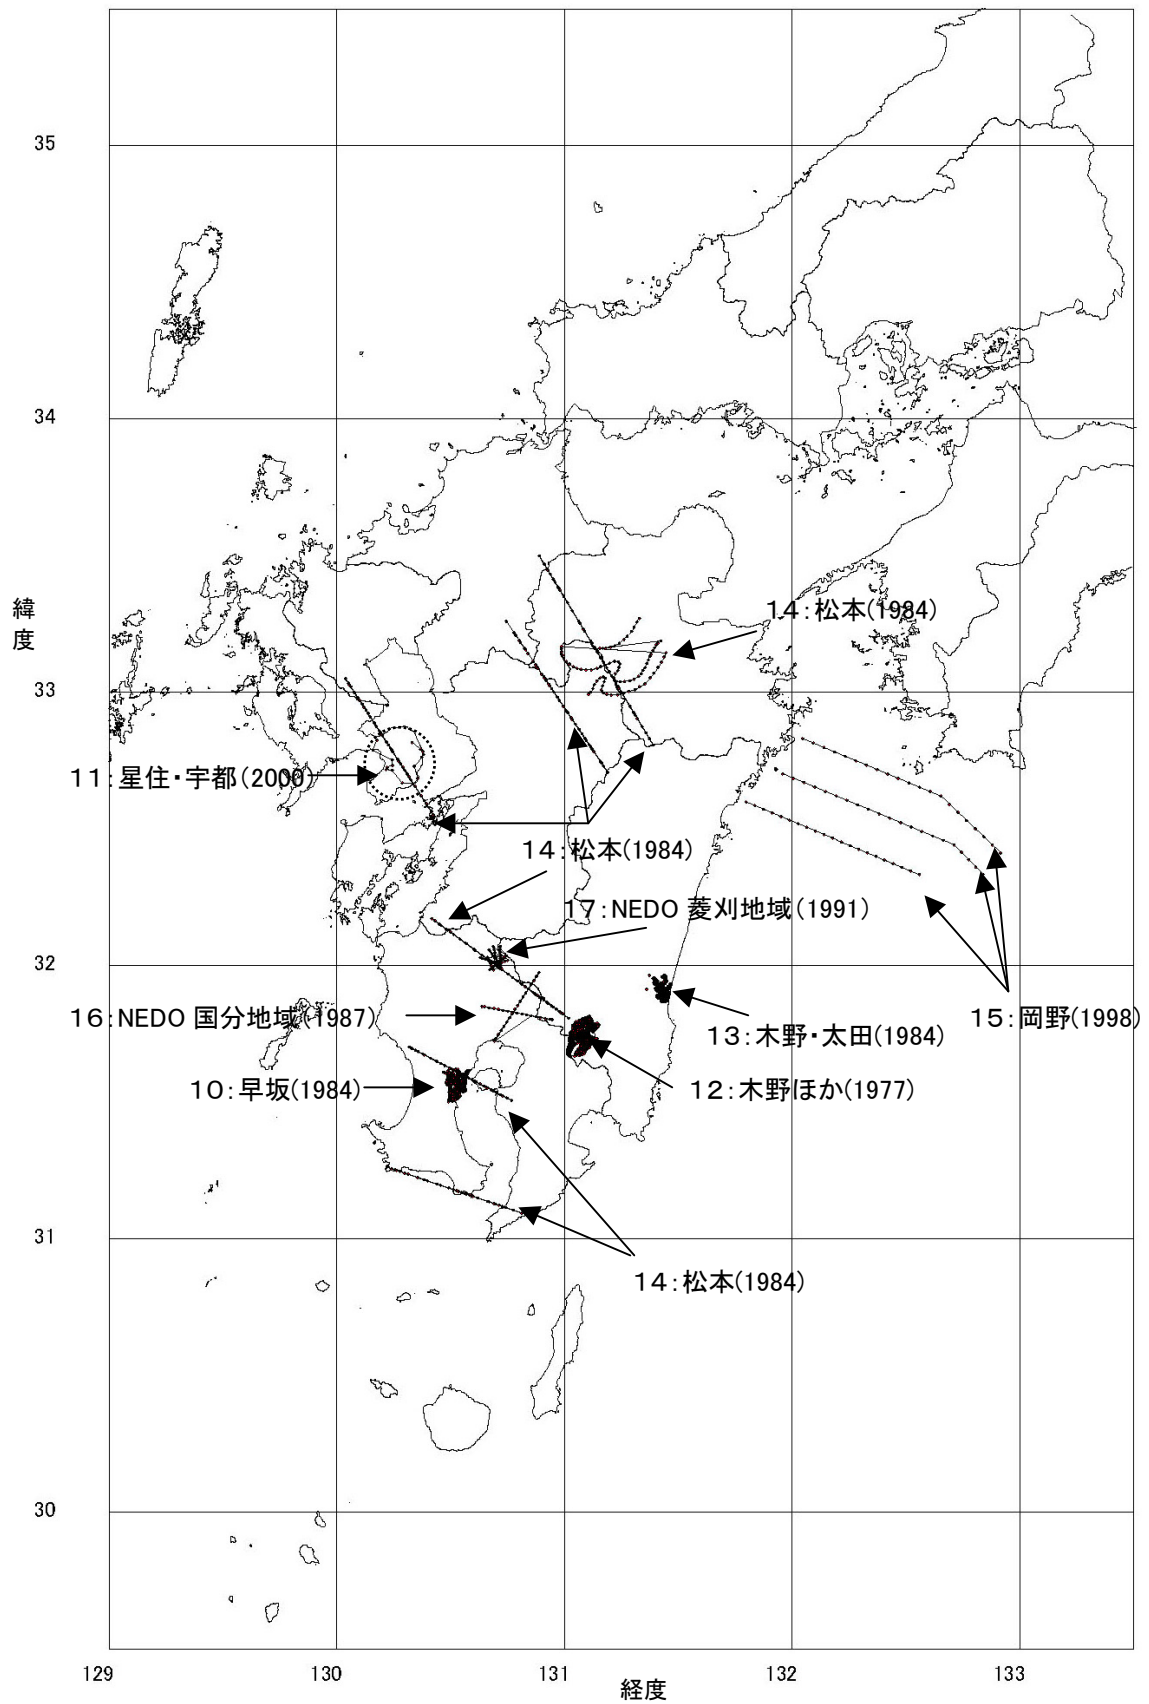 35
34
緯
度
14:松本(1984)
33
11:星住・宇都(2000)
14:松本(1984)
17:NEDO 菱刈地域(1991)
32
16:NEDO 国分地域(1987)
15:岡野(1998)
13:木野・太田(1984)
10:早坂(1984)
12:木野ほか(1977)
31
14:松本(1984)
30
129
130
131
132
133
経度